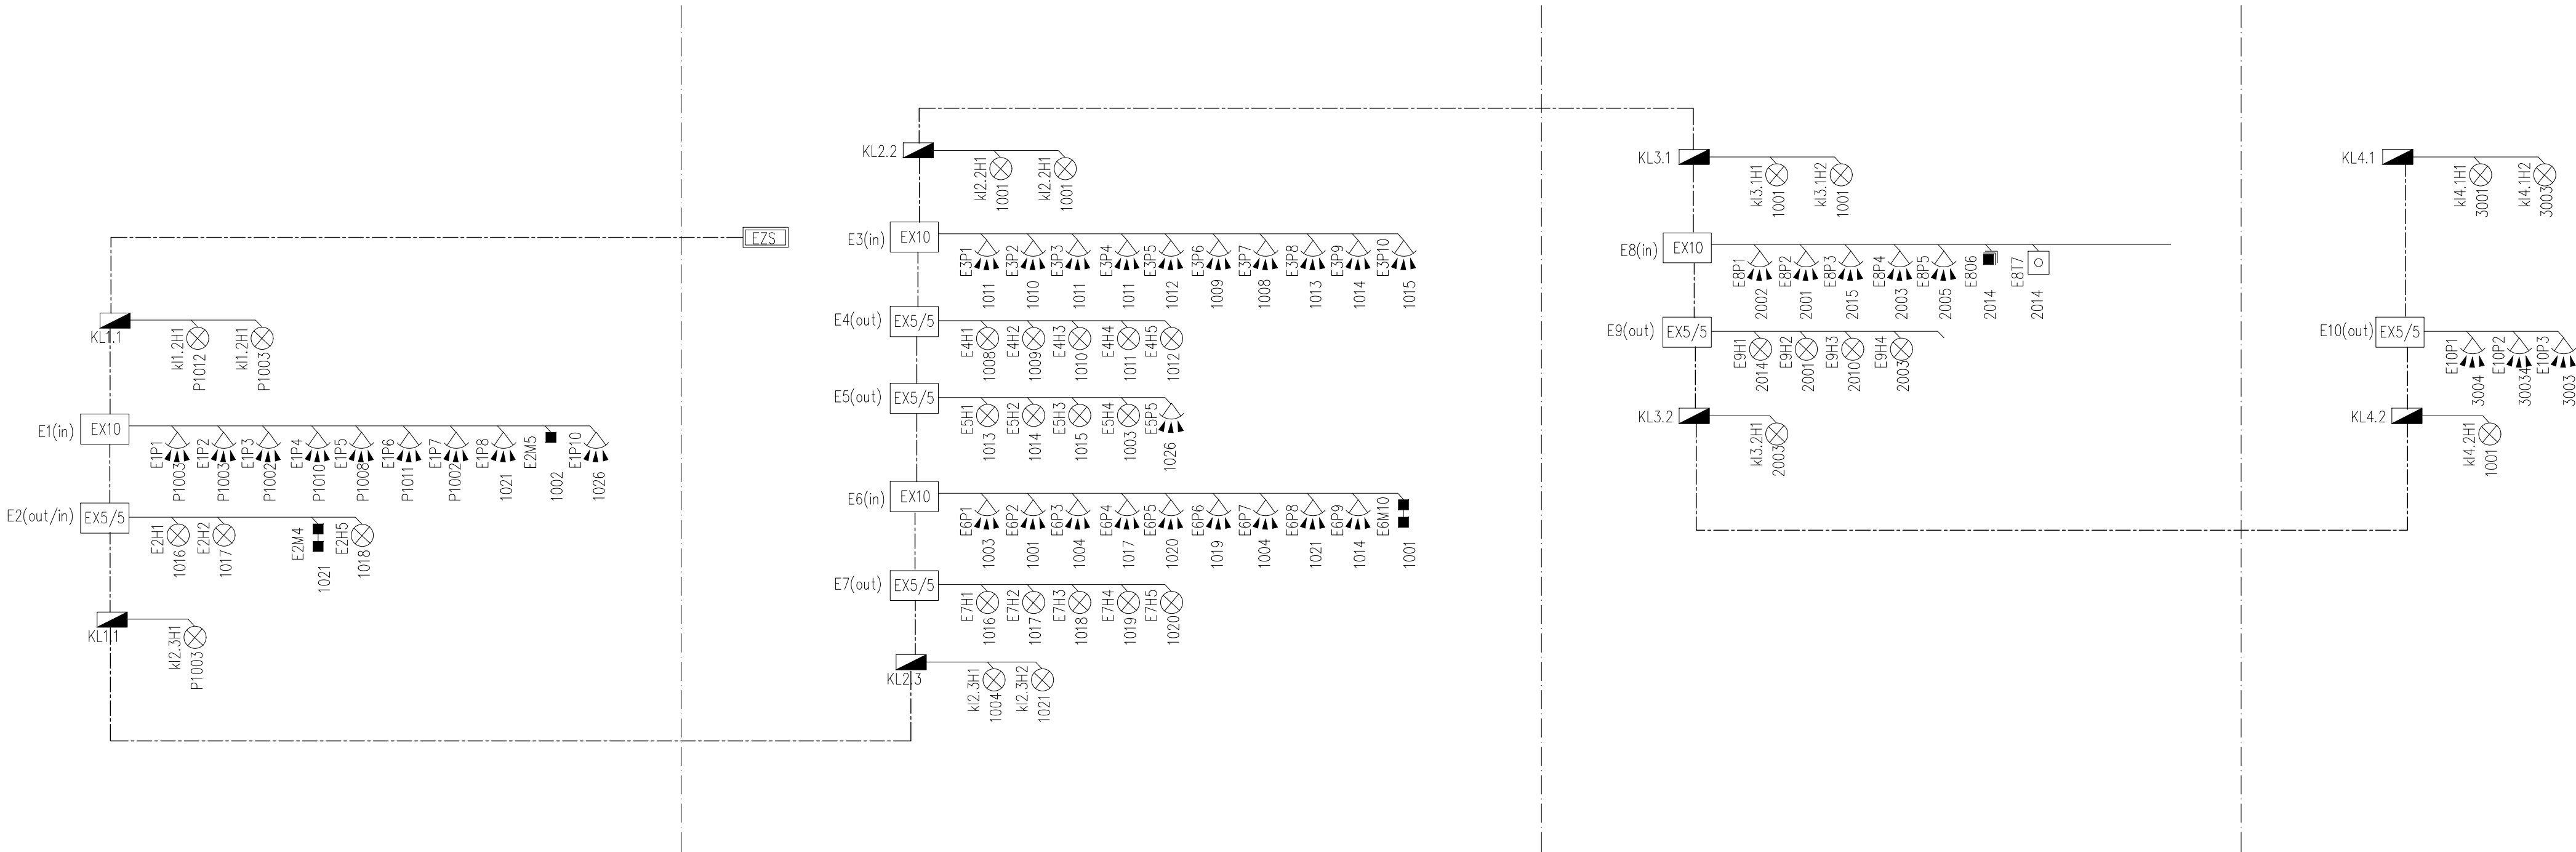 EZS
KL1.1
kl1.2H1
P1012
kl1.2H1
P1003
E1(in)
EX10
E1P1
P1003
E1P2
P1003
E1P3
P1002
E1P4
P1010
E1P5
P1008
E1P6
P1011
E1P7
P1002
E1P8
1021
E2M5
1002
E1P10
1026
E2(out/in)
EX5/5
E2H1
1016
E2H2
1017
E2M4
1021
E2H5
1018
KL1.1
kl2.3H1
P1003
KL2.2
kl2.2H1
1001
kl2.2H1
1001
E3(in)
EX10
E3P1
1011
E3P2
1010
E3P3
1011
E3P4
1011
E3P5
1012
E3P6
1009
E3P7
1008
E3P8
1013
E3P9
1014
E3P10
1015
E4(out)
EX5/5
E4H1
1008
E4H2
1009
E4H3
1010
E4H4
1011
E4H5
1012
E5(out)
EX5/5
E5H1
1013
E5H2
1014
E5H3
1015
E5H4
1003
E5P5
1026
E6(in)
EX10
E6P1
1003
E6P2
1001
E6P3
1004
E6P4
1017
E6P5
1020
E6P6
1019
E6P7
1004
E6P8
1021
E6P9
1014
E6M10
1001
E7(out)
EX5/5
E7H1
1016
E7H2
1017
E7H3
1018
E7H4
1019
E7H5
1020
KL2.3
kl2.3H1
1004
kl2.3H2
1021
KL3.1
kl3.1H1
1001
kl3.1H2
1001
E8(in)
EX10
E8P1
2002
E8P2
2001
E8P3
2015
E8P4
2003
E8P5
2005
E8O6
2014
E8T7
2014
E9(out)
EX5/5
E9H1
2014
E9H2
2001
E9H3
2010
E9H4
2003
KL3.2
kl3.2H1
2003
KL4.1
kl4.1H1
3001
kl4.1H2
3003
E10(out)
EX5/5
E10P1
3004
E10P2
30034
E10P3
3003
KL4.2
kl4.2H1
1001